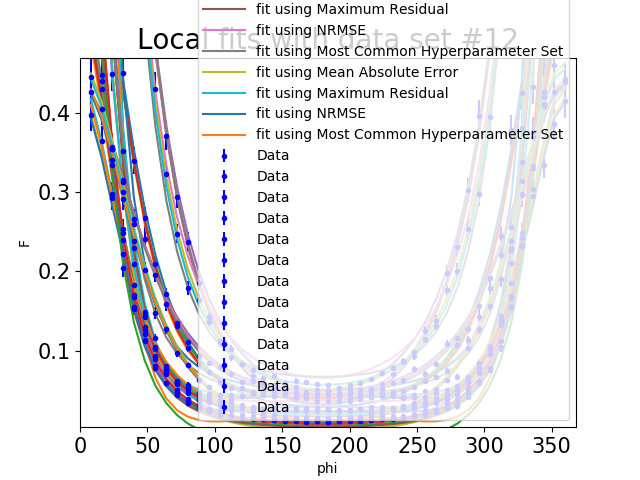 fit using Maximum Residual
Local fits with data set #12
fit using NRMSE
fit using Most Common Hyperparameter Set
fit using Mean Absolute Error
fit using Maximum Residual
fit using NRMSE
fit using Most Common Hyperparameter Set
Data
Data
Data
Data
Data
Data
Data
Data
Data
Data
Data
Data
Data
0.4
0.3
0.2
0.1
F
0 50 100 150 200 250 300 350
phi